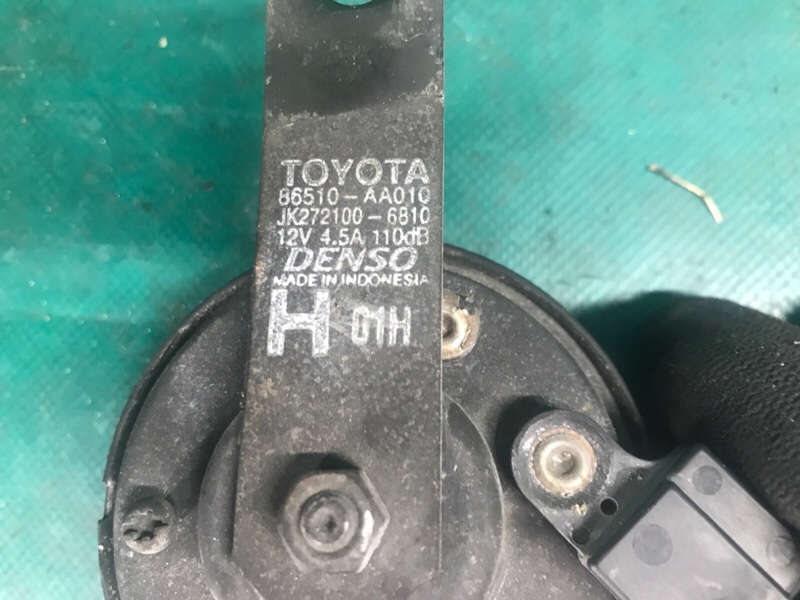 TOYOTA
86510-AA010
JK272100-6810
12V 4.5A 110dB
DENSO
MADE IN INDONESIA
H 01H